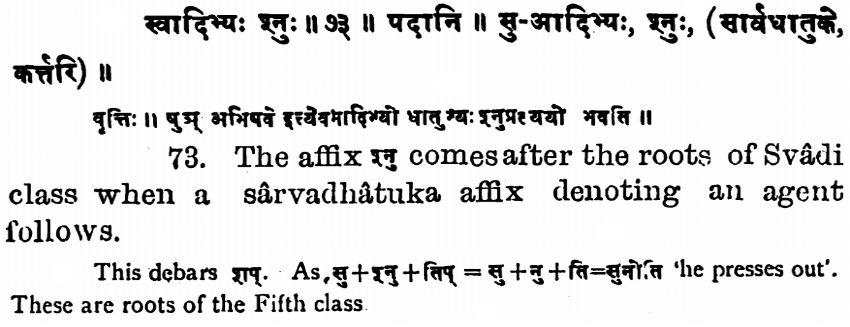 स्वादिभ्यः श्नुः ॥ ७३ ॥ पदानि ॥ सु-आदिभ्यः, श्नुः, (सार्वधातुके,
कर्त्तरि) ॥
वृत्तिः ॥ षुञ् अभिषवे इत्येवमादिभ्यो धातुभ्यः श्नुप्रत्ययो भवति ॥
73. The affix श्नु comes after the roots of Svâdi
class when a sârvadhâtuka affix denoting an agent
follows.
This debars शप्. As, सु+श्नु+तिप् = सु+नु+ति=सुनोति 'he presses out'.
These are roots of the Fifth class